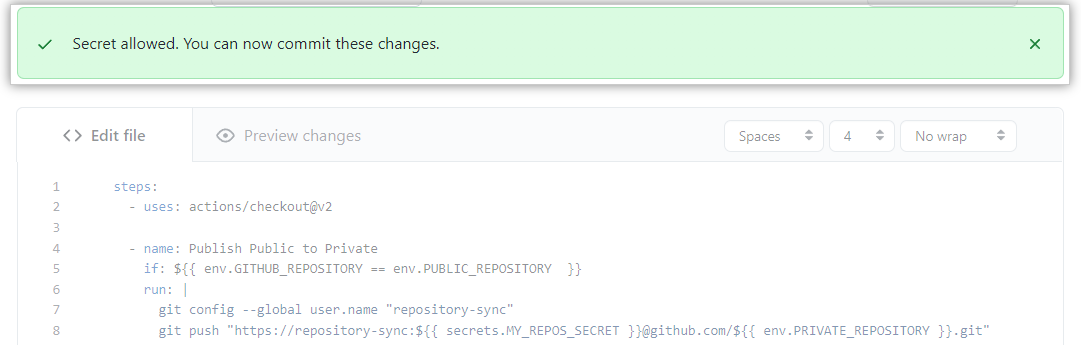 Secret allowed. You can now commit these changes.
<> Edit file Preview changes Spaces 4 No wrap
1 steps:
2 - uses: actions/checkout@v2
3
4 - name: Publish Public to Private
5 if: ${{ env.GITHUB_REPOSITORY == env.PUBLIC_REPOSITORY  }}
6 run: |
7 git config --global user.name "repository-sync"
8 git push "https://repository-sync:${{ secrets.MY_REPOS_SECRET }}@github.com/${{ env.PRIVATE_REPOSITORY }}.git"